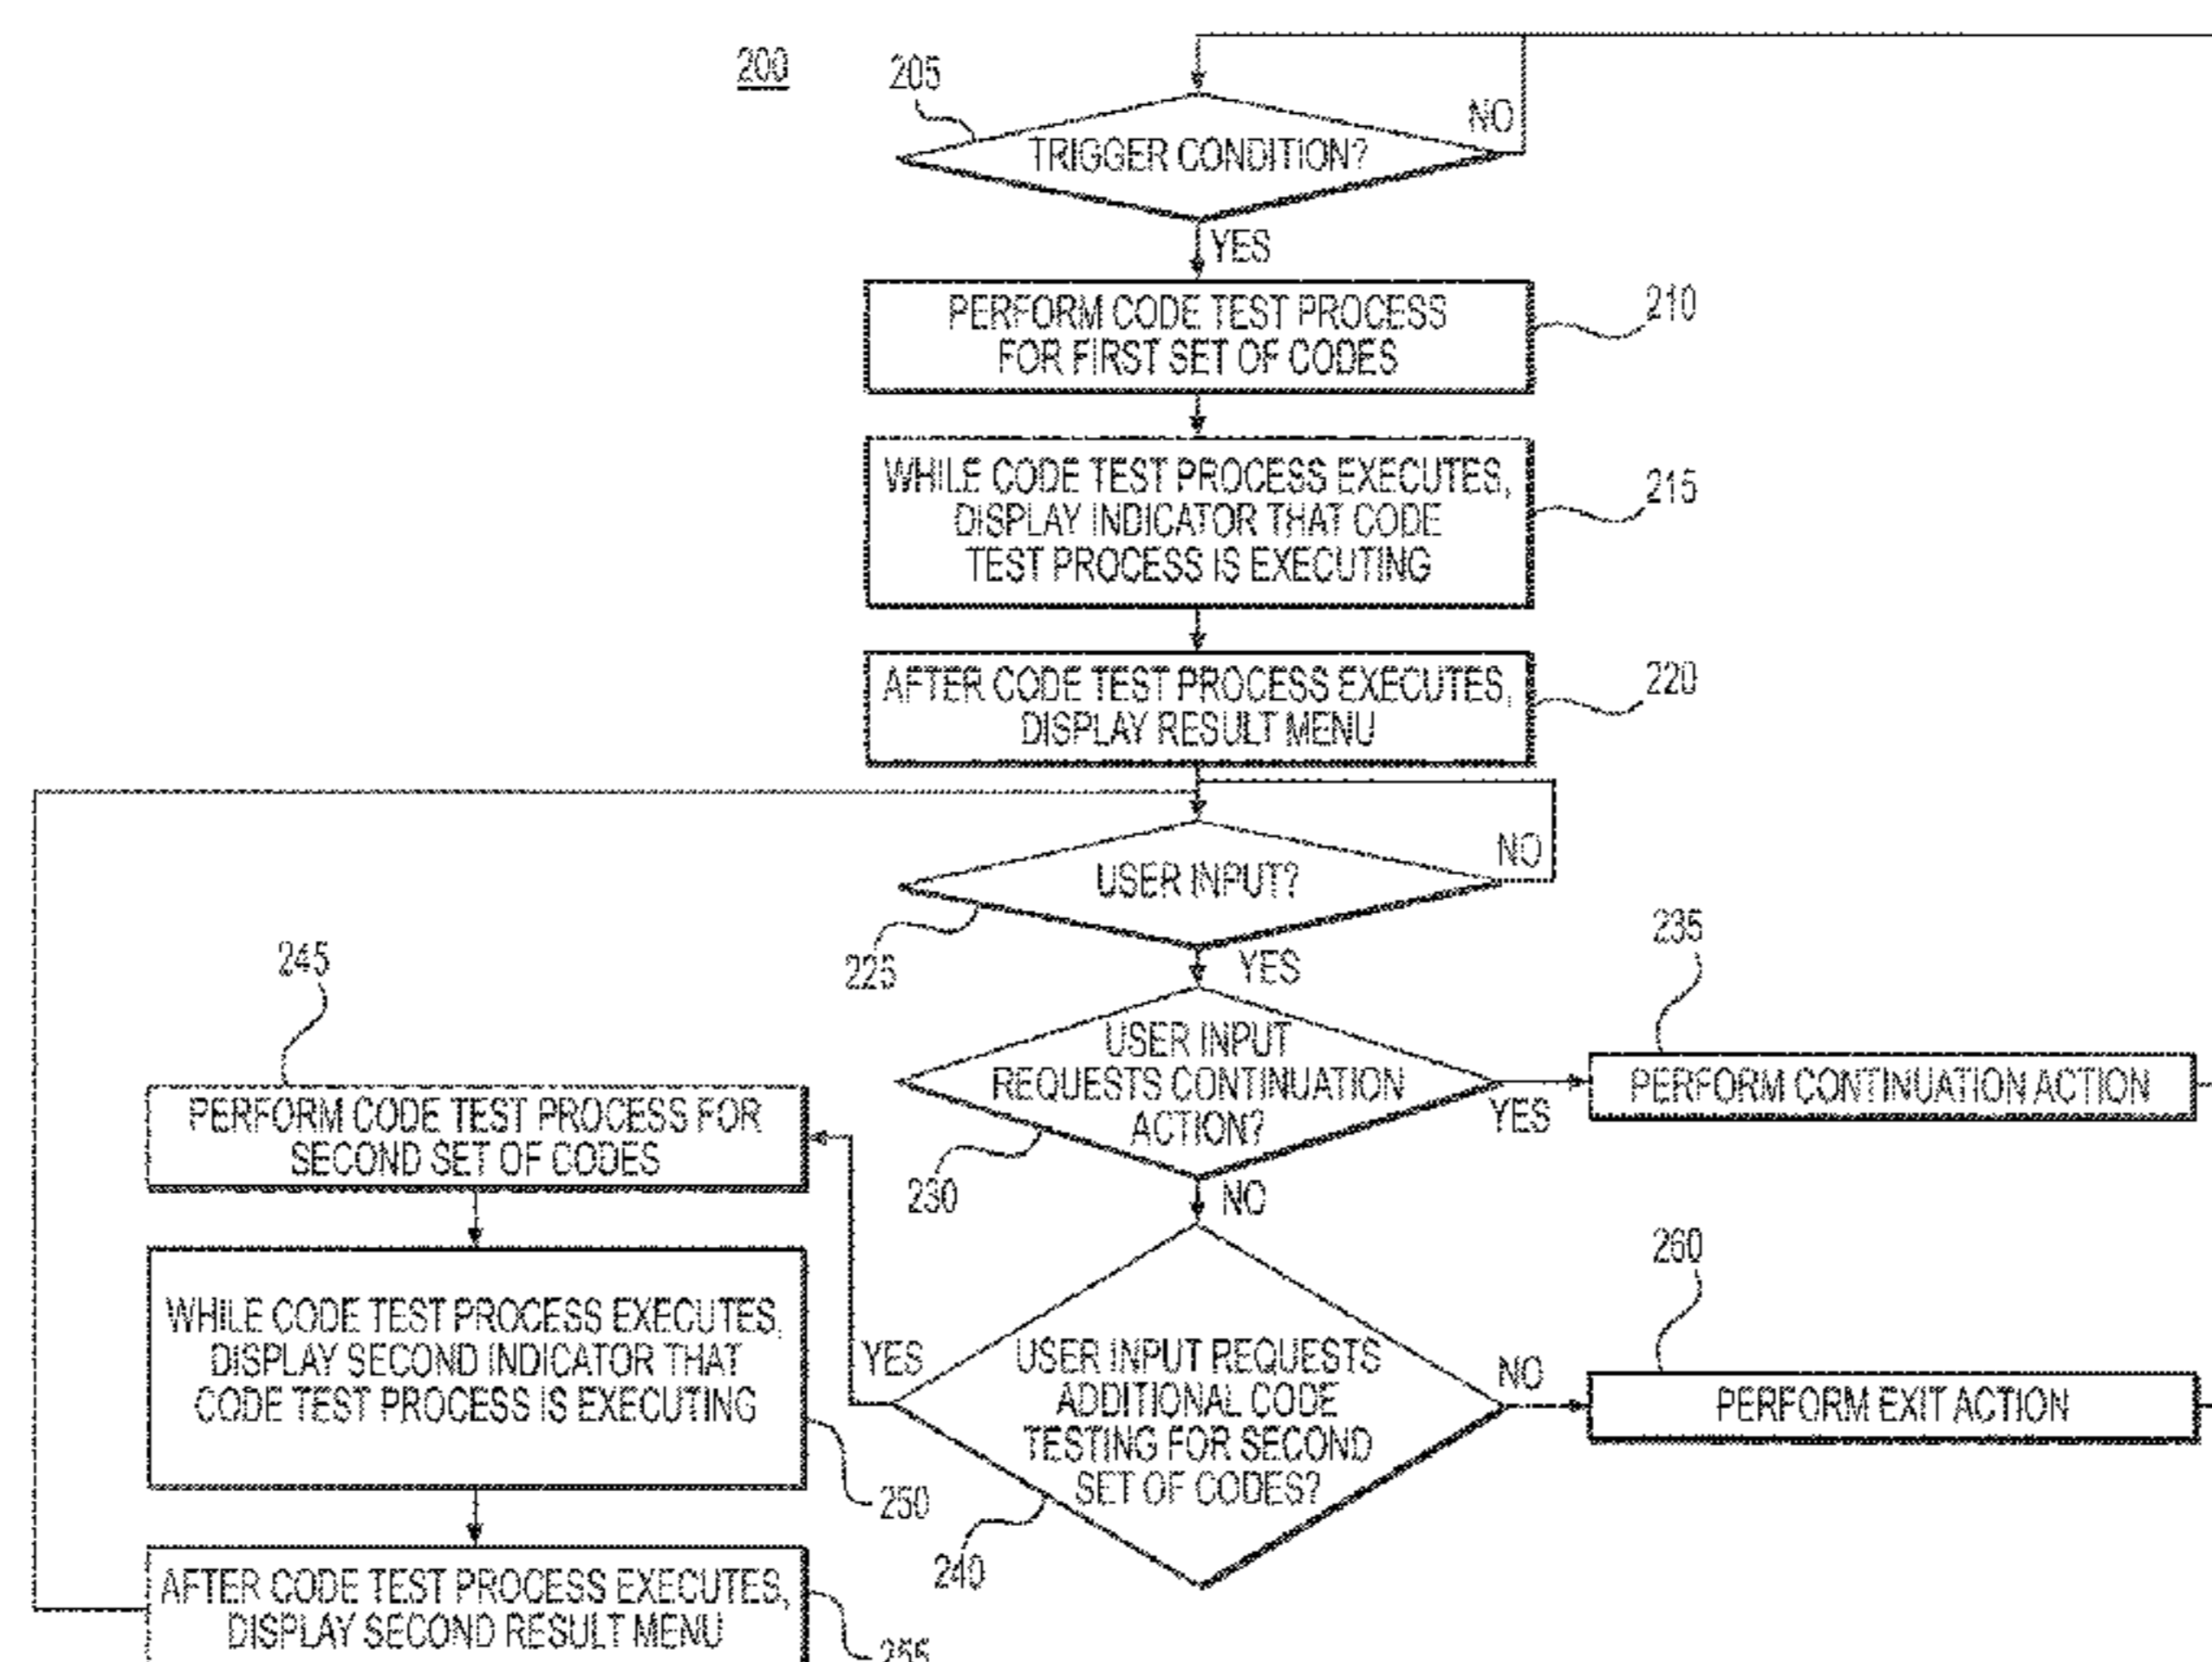 200
205
TRIGGER CONDITION?
NO
YES
PERFORM CODE TEST PROCESS
FOR FIRST SET OF CODES
210
WHILE CODE TEST PROCESS EXECUTES,
DISPLAY INDICATOR THAT CODE
TEST PROCESS IS EXECUTING
215
AFTER CODE TEST PROCESS EXECUTES,
DISPLAY RESULT MENU
220
USER INPUT?
NO
225
YES
USER INPUT
REQUESTS CONTINUATION
ACTION?
230
YES
235
PERFORM CONTINUATION ACTION
NO
245
PERFORM CODE TEST PROCESS FOR
SECOND SET OF CODES
WHILE CODE TEST PROCESS EXECUTES,
DISPLAY SECOND INDICATOR THAT
CODE TEST PROCESS IS EXECUTING
250
YES
USER INPUT REQUESTS
ADDITIONAL CODE
TESTING FOR SECOND
SET OF CODES?
240
NO
260
PERFORM EXIT ACTION
AFTER CODE TEST PROCESS EXECUTES,
DISPLAY SECOND RESULT MENU
255